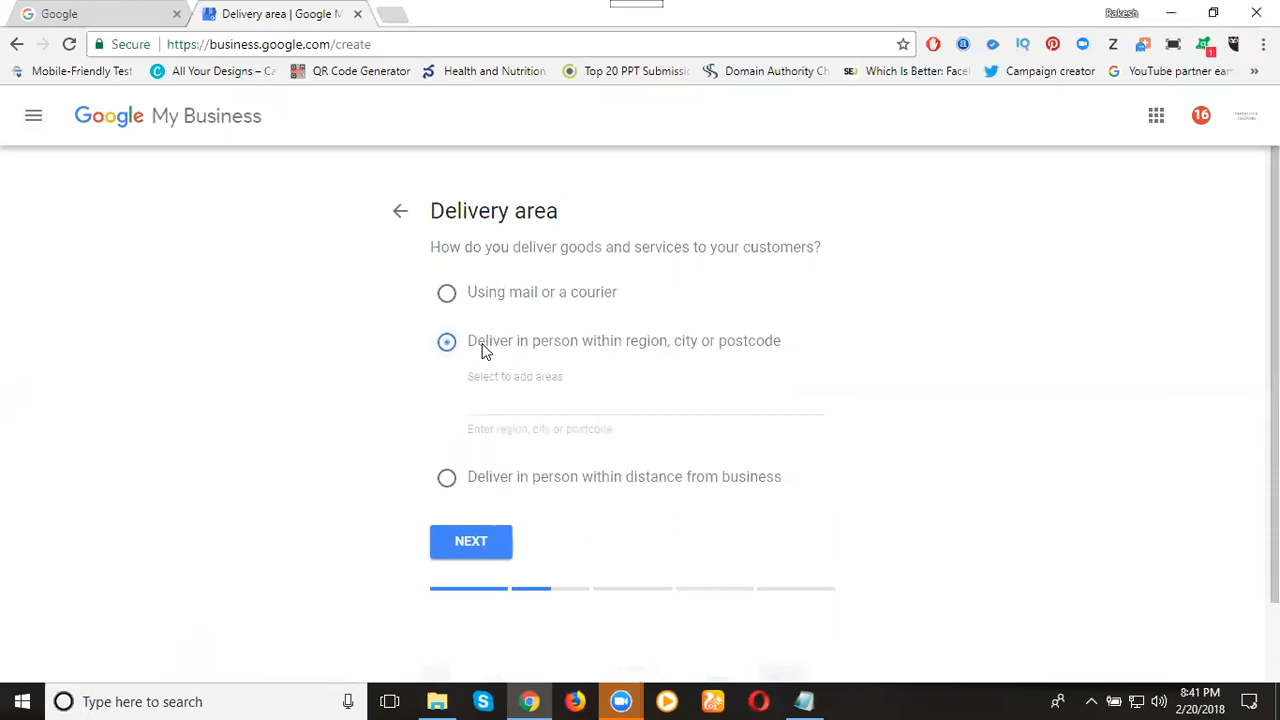 Google
Delivery area | Google M
Rakesh
Secure
https://business.google.com/create
Mobile-Friendly Test
All Your Designs – Ca
QR Code Generator
Health and Nutrition
Top 20 PPT Submissi
Domain Authority Ch
Which Is Better: Facel
Campaign creator
YouTube partner earn
Google My Business
16
Delivery area
How do you deliver goods and services to your customers?
Using mail or a courier
Deliver in person within region, city or postcode
Select to add areas
Enter region, city or postcode
Deliver in person within distance from business
NEXT
Type here to search
8:41 PM
2/20/2018